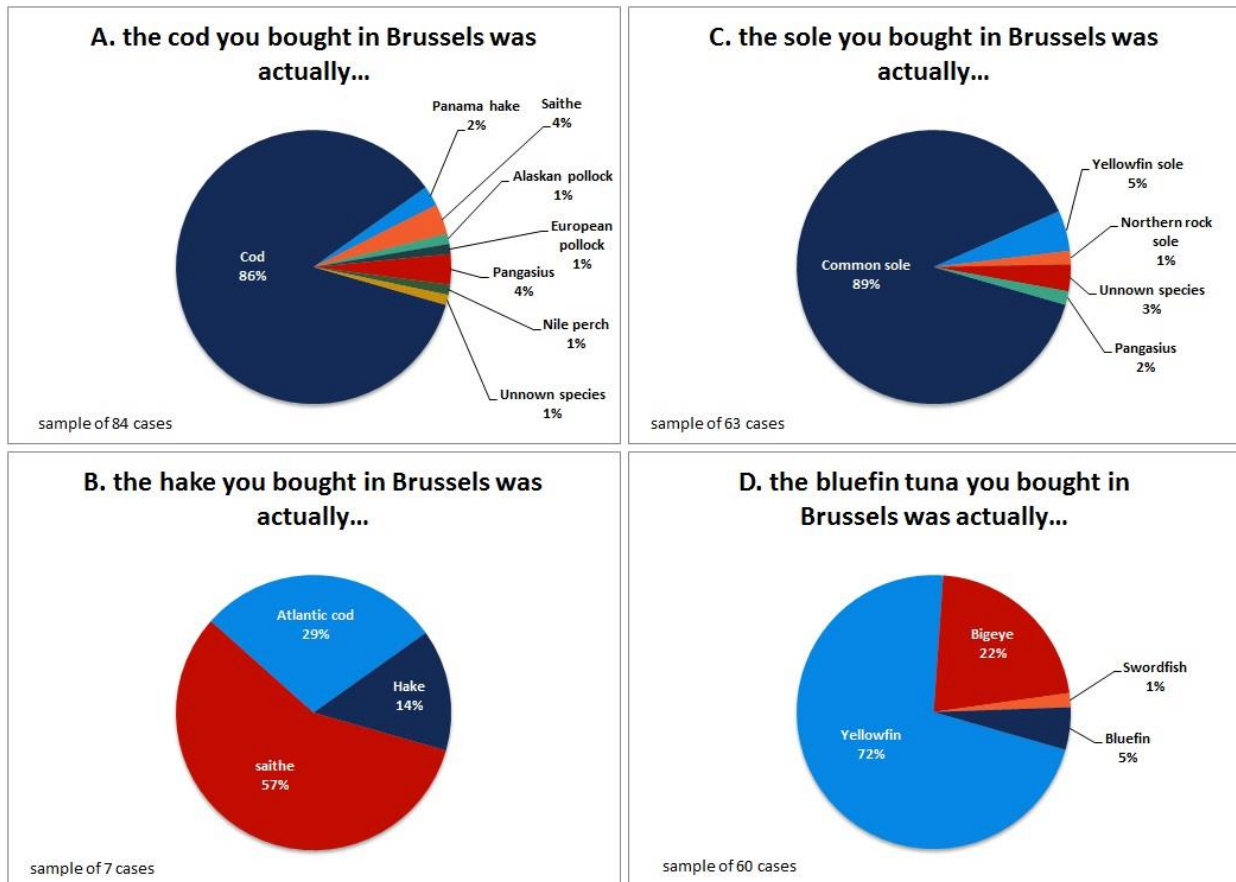 A. the cod you bought in Brussels was
actually...
Panama hake
2%
Saithe
4%
Alaskan pollock
1%
European
pollock
1%
Cod
86%
Pangasius
4%
Nile perch
1%
Unnown species
1%
sample of 84 cases
C. the sole you bought in Brussels was
actually...
Yellowfin sole
5%
Northern rock
sole
1%
Common sole
89%
Unnown species
3%
Pangasius
2%
sample of 63 cases
B. the hake you bought in Brussels was
actually...
Atlantic cod
29%
Hake
14%
saithe
57%
sample of 7 cases
D. the bluefin tuna you bought in
Brussels was actually...
Bigeye
22%
Swordfish
1%
Yellowfin
72%
Bluefin
5%
sample of 60 cases